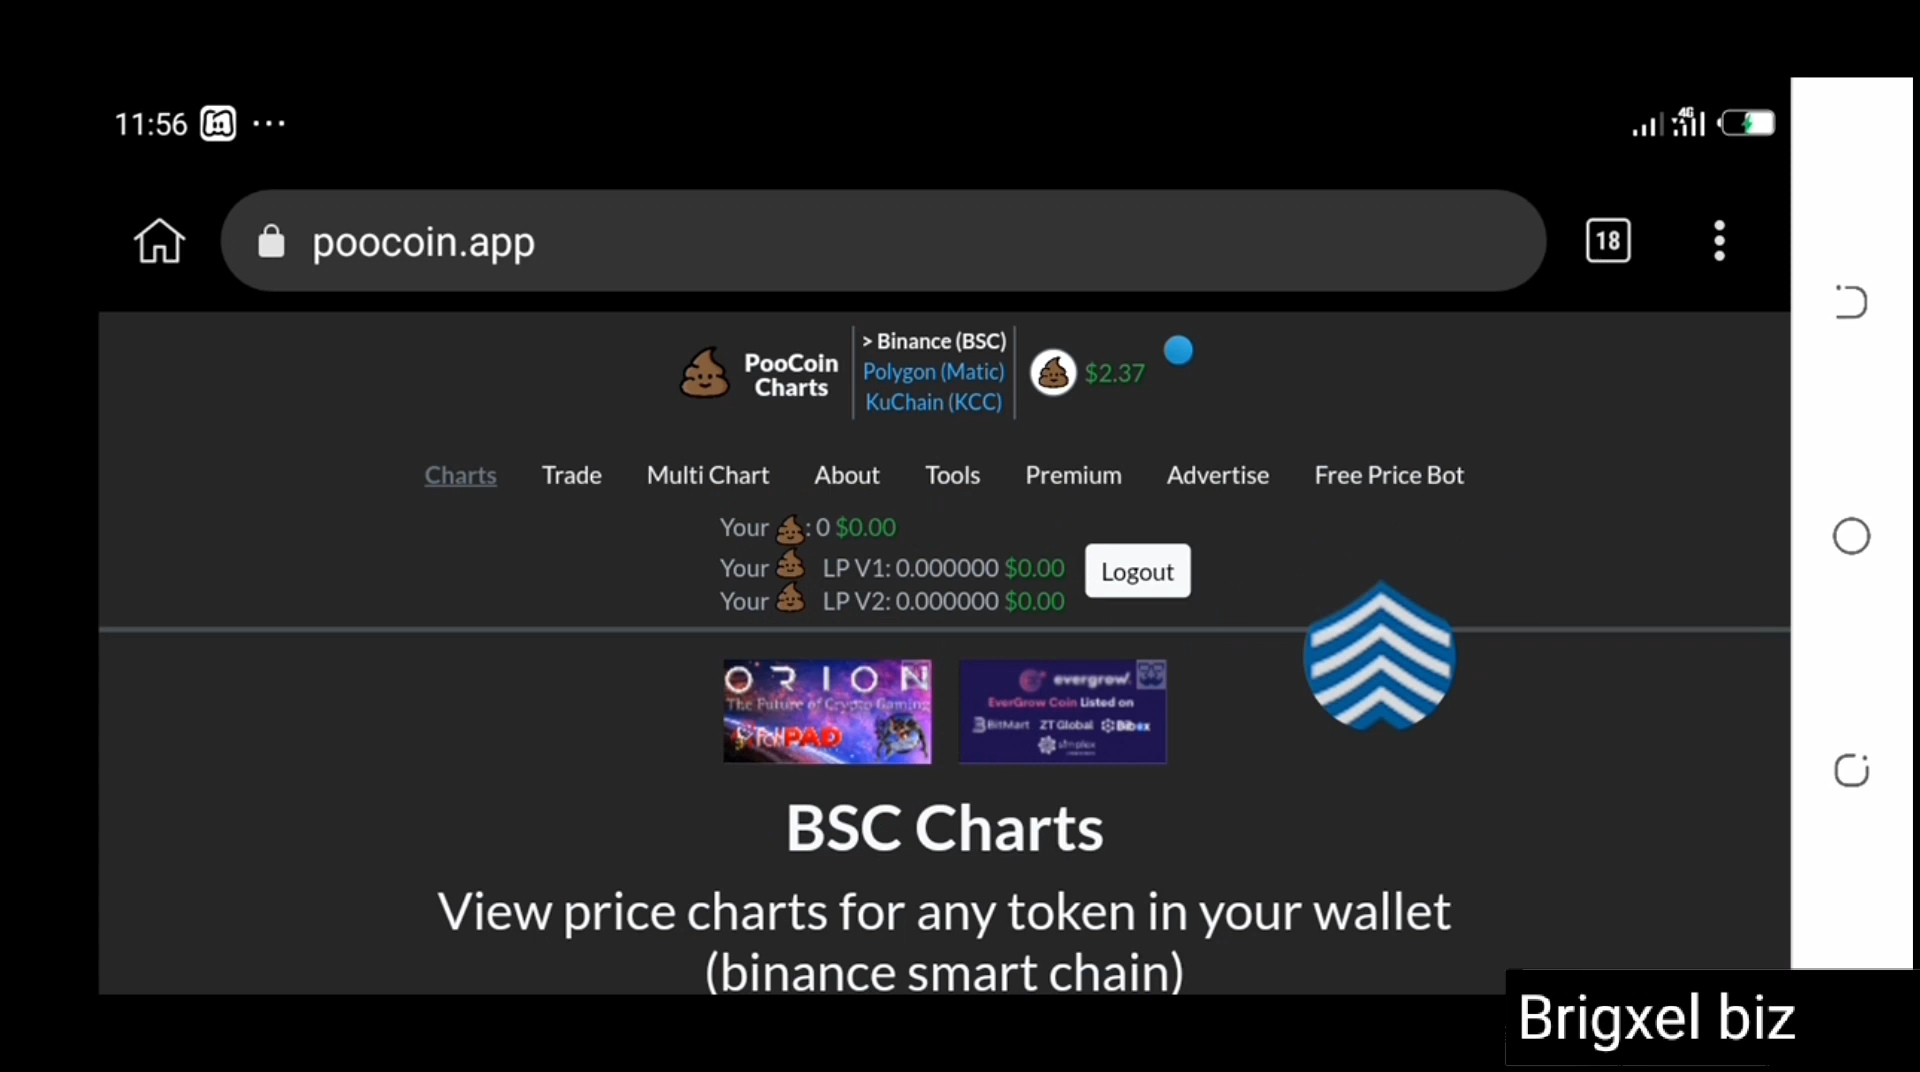 11:56
4G
poocoin.app
18
PooCoin
Charts
> Binance (BSC)
Polygon (Matic)
KuChain (KCC)
$2.37
Charts Trade Multi Chart About Tools Premium Advertise Free Price Bot
Your : 0 $0.00
Your LP V1: 0.000000 $0.00
Your LP V2: 0.000000 $0.00
Logout
ORION
The Future of Crypto Gaming
PAD
evergrow
EverGrow Coin Listed on
BitMart ZT Global Bibox
simplex
BSC Charts
View price charts for any token in your wallet
(binance smart chain)
Brigxel biz